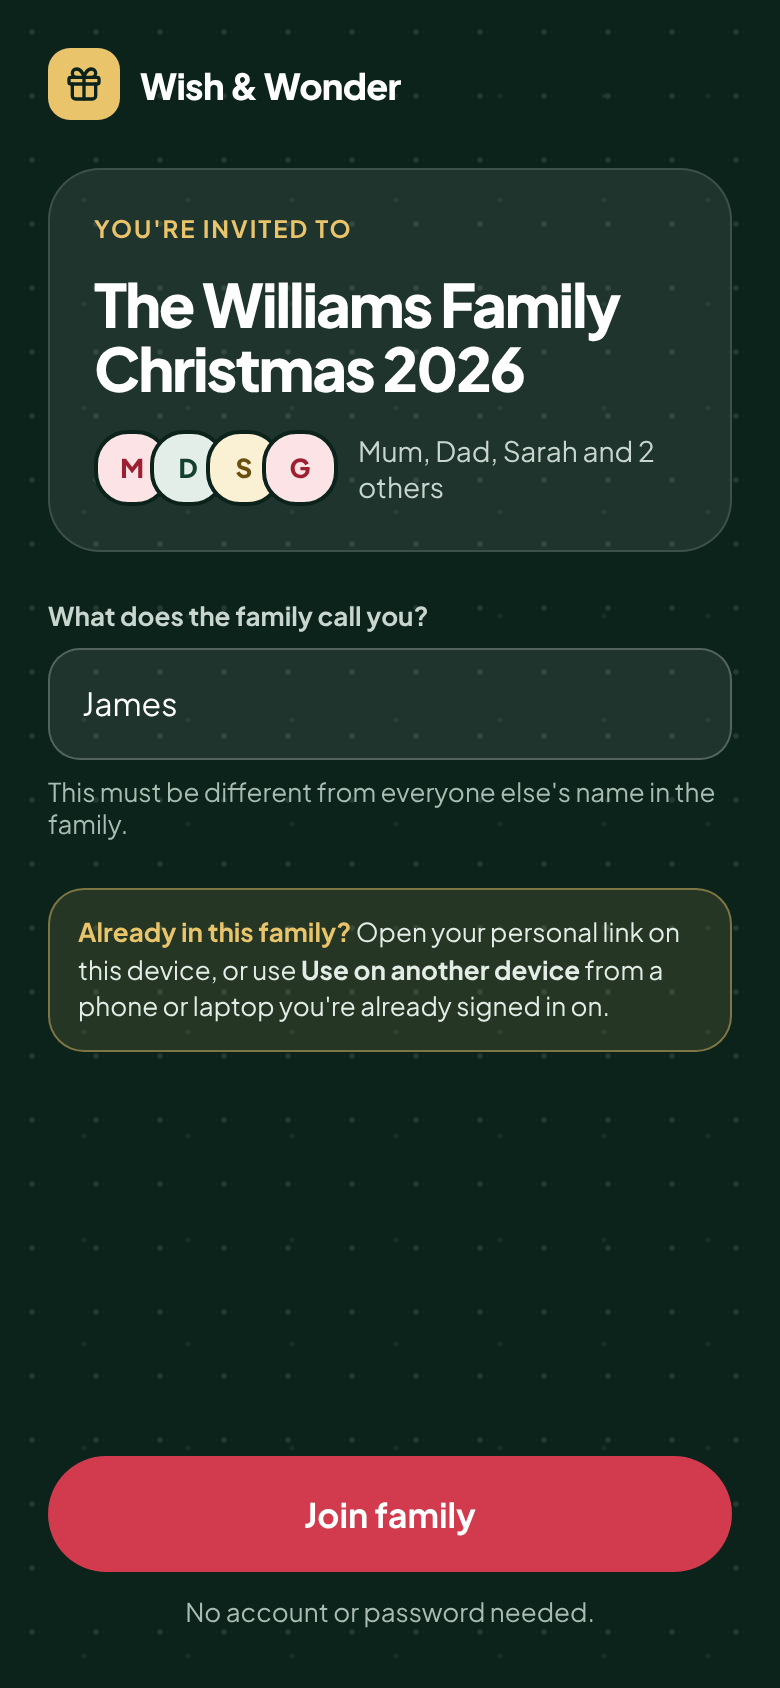 Wish & Wonder
YOU'RE INVITED TO
The Williams Family
Christmas 2026
M D S G
Mum, Dad, Sarah and 2
others
What does the family call you?
James
This must be different from everyone else's name in the
family.
Already in this family? Open your personal link on
this device, or use Use on another device from a
phone or laptop you're already signed in on.
Join family
No account or password needed.